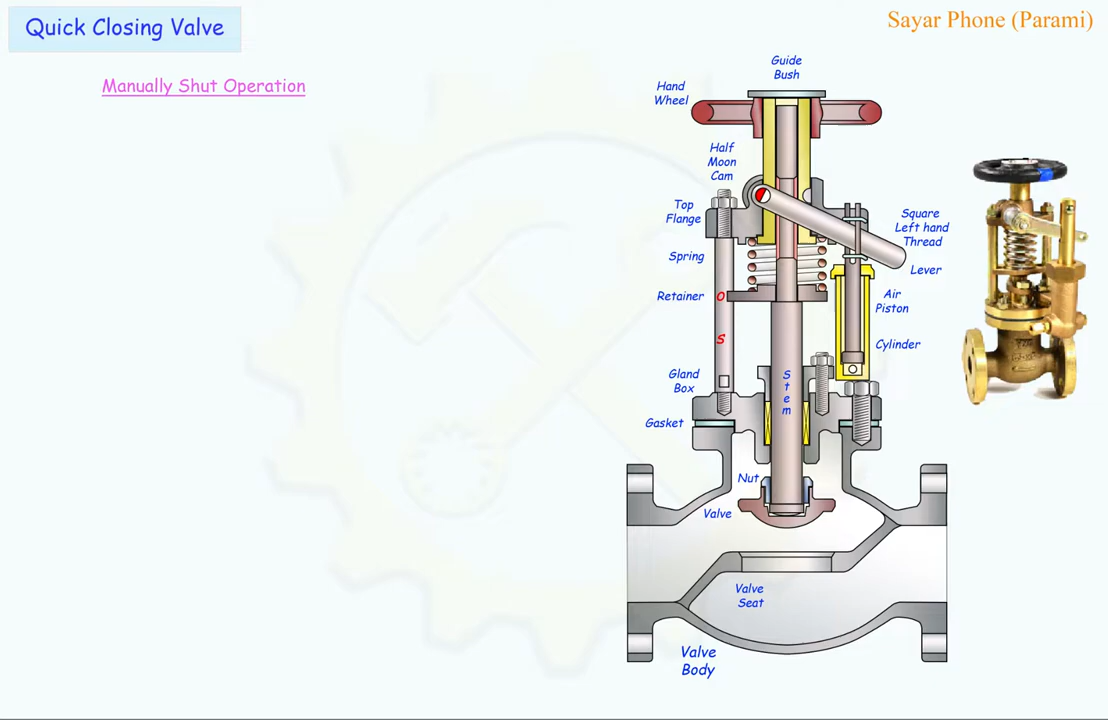 Quick Closing Valve
Sayar Phone (Parami)
Manually Shut Operation
Guide
Bush
Hand
Wheel
Half
Moon
Cam
Top
Flange
Square
Left hand
Thread
Spring
Lever
Retainer
O
Air
Piston
S
Cylinder
Gland
Box
S
t
e
m
Gasket
Nut
Valve
Valve
Seat
Valve
Body